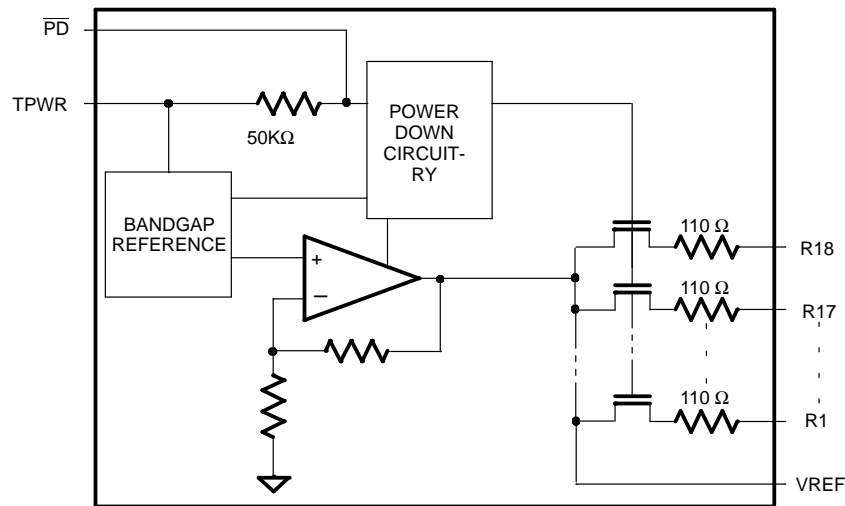 PD
TPWR
50KΩ
POWER
DOWN
CIRCUIT-
RY
BANDGAP
REFERENCE
+
−
110 Ω
R18
110 Ω
R17
110 Ω
R1
VREF